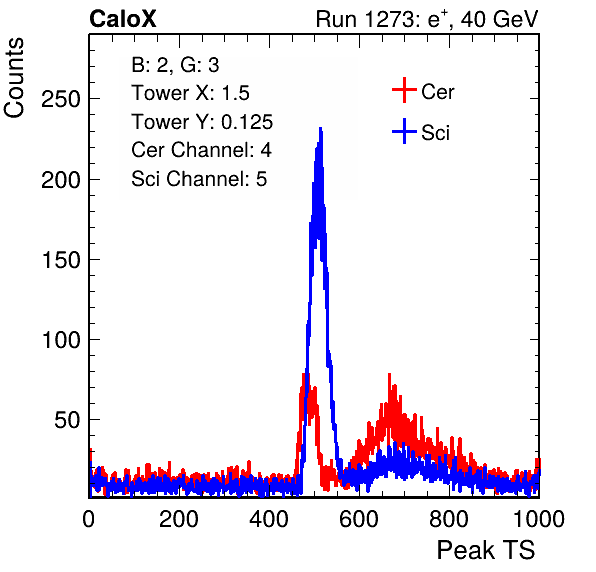 CaloX Run 1273: e⁺, 40 GeV
Counts
B: 2, G: 3
Tower X: 1.5
Tower Y: 0.125
Cer Channel: 4
Sci Channel: 5
Cer
Sci
250
200
150
100
50
0 200 400 600 800 1000
Peak TS